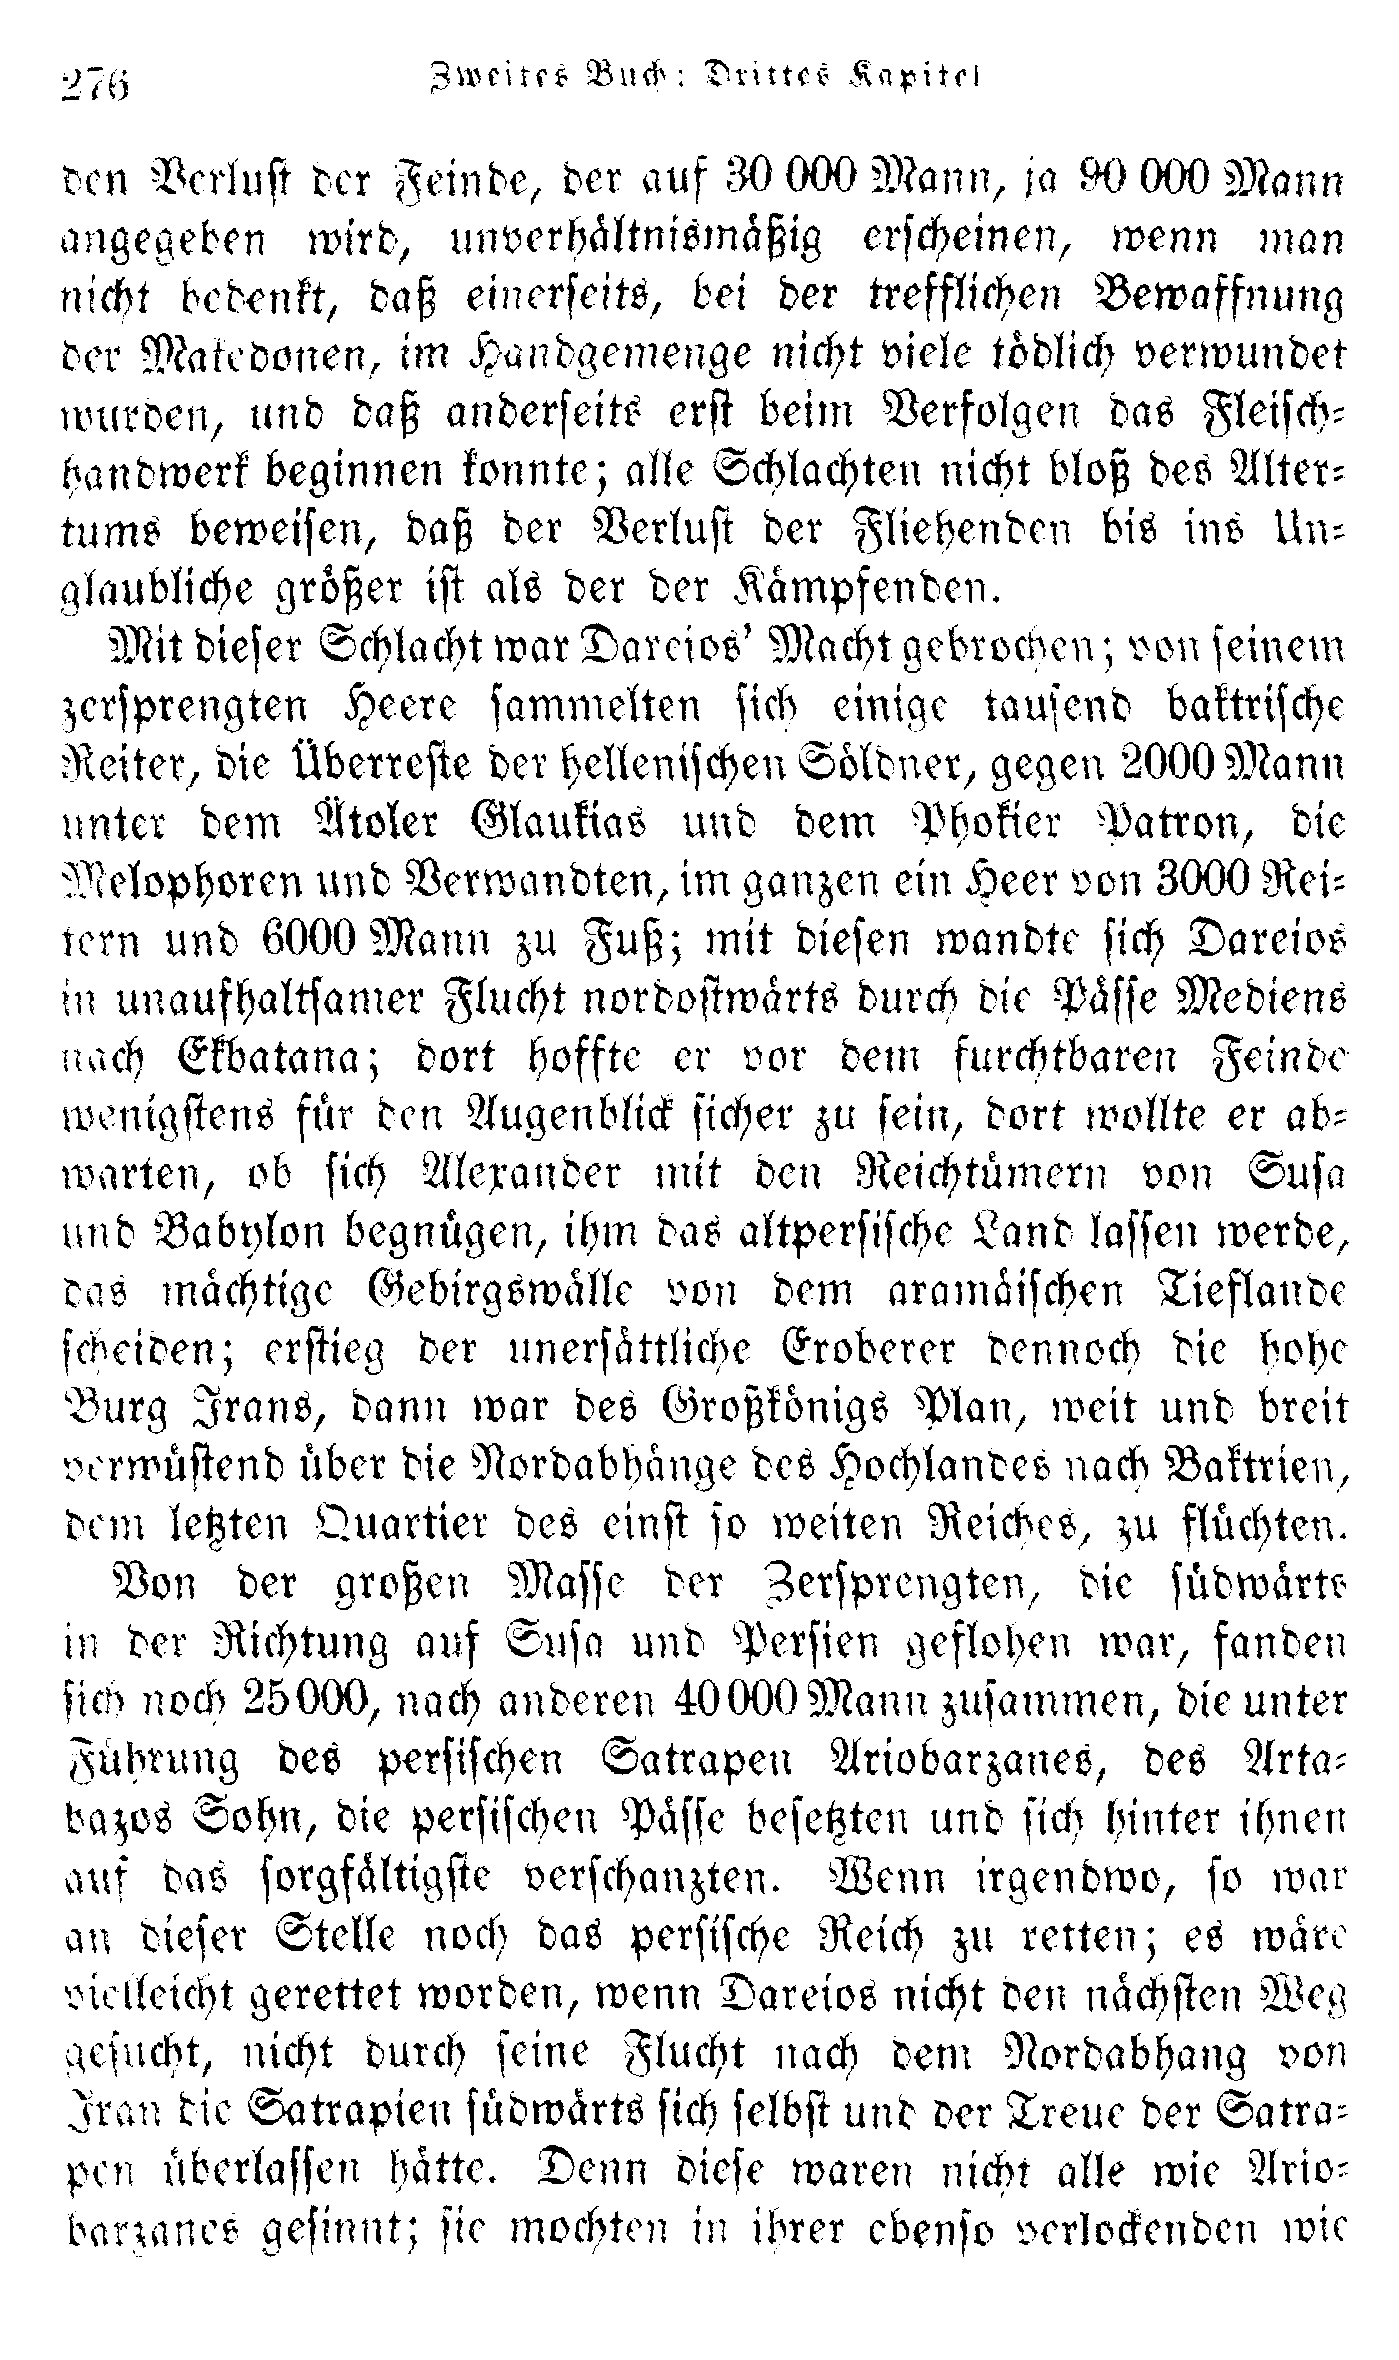 276
Zweites Buch: Drittes Kapitel
den Verlust der Feinde, der auf 30 000 Mann, ja 90 000 Mann
angegeben wird, unverhältnismäßig erscheinen, wenn man
nicht bedenkt, daß einerseits, bei der trefflichen Bewaffnung
der Makedonen, im Handgemenge nicht viele tödlich verwundet
wurden, und daß anderseits erst beim Verfolgen das Fleisch-
handwerk beginnen konnte; alle Schlachten nicht bloß des Alter-
tums beweisen, daß der Verlust der Fliehenden bis ins Un-
glaubliche größer ist als der der Kämpfenden.
Mit dieser Schlacht war Dareios’ Macht gebrochen; von seinem
zersprengten Heere sammelten sich einige tausend baktrische
Reiter, die Überreste der hellenischen Söldner, gegen 2000 Mann
unter dem Ätoler Glaukias und dem Phokier Patron, die
Melophoren und Verwandten, im ganzen ein Heer von 3000 Rei-
tern und 6000 Mann zu Fuß; mit diesen wandte sich Dareios
in unaufhaltsamer Flucht nordostwärts durch die Pässe Mediens
nach Ekbatana; dort hoffte er vor dem furchtbaren Feinde
wenigstens für den Augenblick sicher zu sein, dort wollte er ab-
warten, ob sich Alexander mit den Reichtümern von Susa
und Babylon begnügen, ihm das altpersische Land lassen werde,
das mächtige Gebirgswälle von dem aramäischen Tieflande
scheiden; erstieg der unersättliche Eroberer dennoch die hohe
Burg Irans, dann war des Großkönigs Plan, weit und breit
verwüstend über die Nordabhänge des Hochlandes nach Baktrien,
dem letzten Quartier des einst so weiten Reiches, zu flüchten.
Von der großen Masse der Zersprengten, die südwärts
in der Richtung auf Susa und Persien geflohen war, fanden
sich noch 25 000, nach anderen 40 000 Mann zusammen, die unter
Führung des persischen Satrapen Ariobarzanes, des Arta-
bazos Sohn, die persischen Pässe besetzten und sich hinter ihnen
auf das sorgfältigste verschanzten. Wenn irgendwo, so war
an dieser Stelle noch das persische Reich zu retten; es wäre
vielleicht gerettet worden, wenn Dareios nicht den nächsten Weg
gesucht, nicht durch seine Flucht nach dem Nordabhang von
Iran die Satrapien südwärts sich selbst und der Treue der Satra-
pen überlassen hätte. Denn diese waren nicht alle wie Ario-
barzanes gesinnt; sie mochten in ihrer ebenso verlockenden wie